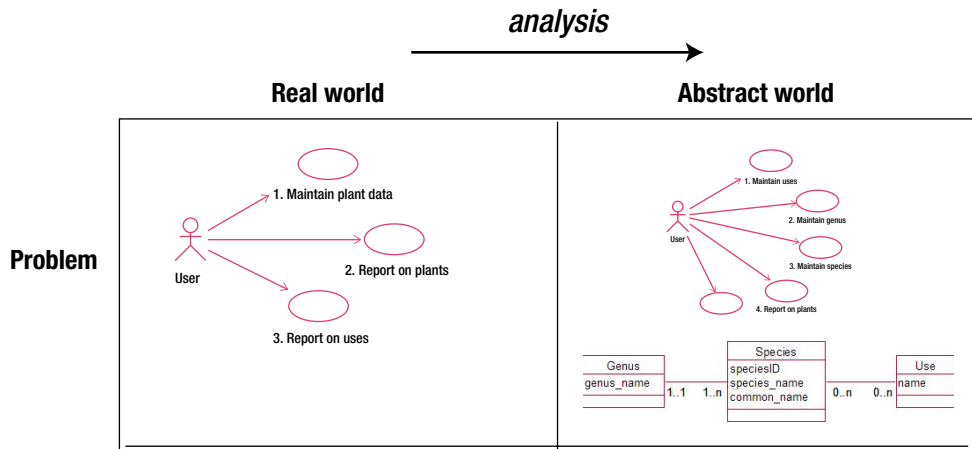 analysis
Real world
Abstract world
Problem
User
1. Maintain plant data
2. Report on plants
3. Report on uses
User
1. Maintain uses
2. Maintain genus
3. Maintain species
4. Report on plants
Genus
genus_name
1..1
1..n
Species
speciesID
species_name
common_name
0..n
0..n
Use
name